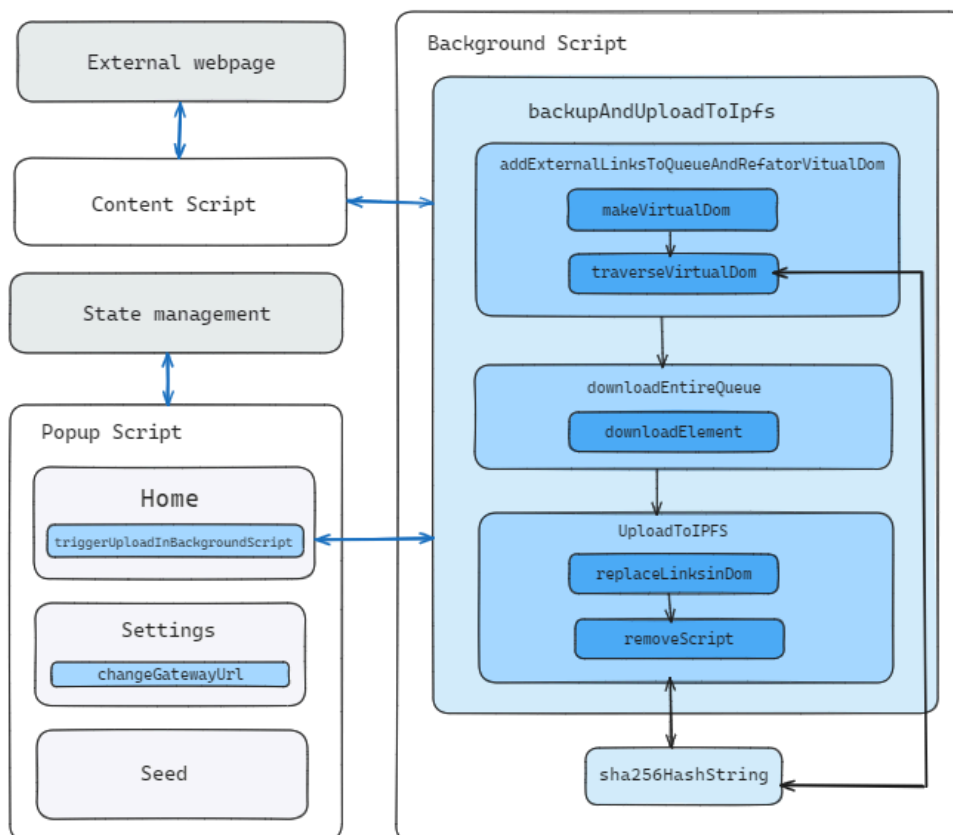 External webpage
Content Script
State management
Popup Script
Home
triggerUploadInBackgroundScript
Settings
changeGatewayUrl
Seed
Background Script
backupAndUploadToIpfs
addExternalLinksToQueueAndRefatorVitualDom
makeVirtualDom
traverseVirtualDom
downloadEntireQueue
downloadElement
UploadToIPFS
replaceLinksinDom
removeScript
sha256HashString